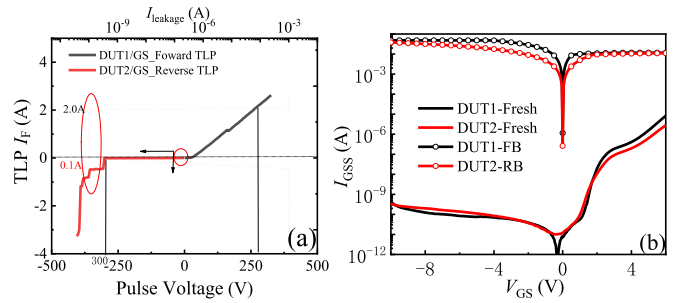 I_leakage (A)
10^-9 10^-6 10^-3
DUT1/GS_Foward TLP
DUT2/GS_Reverse TLP
TLP I_F (A)
4
2
0
-2
-4
2.0A
0.1A
300
(a)
-500 -250 0 250 500
Pulse Voltage (V)
I_GSS (A)
10^-3
10^-6
10^-9
10^-12
DUT1-Fresh
DUT2-Fresh
DUT1-FB
DUT2-RB
(b)
-8 -4 0 4
V_GS (V)